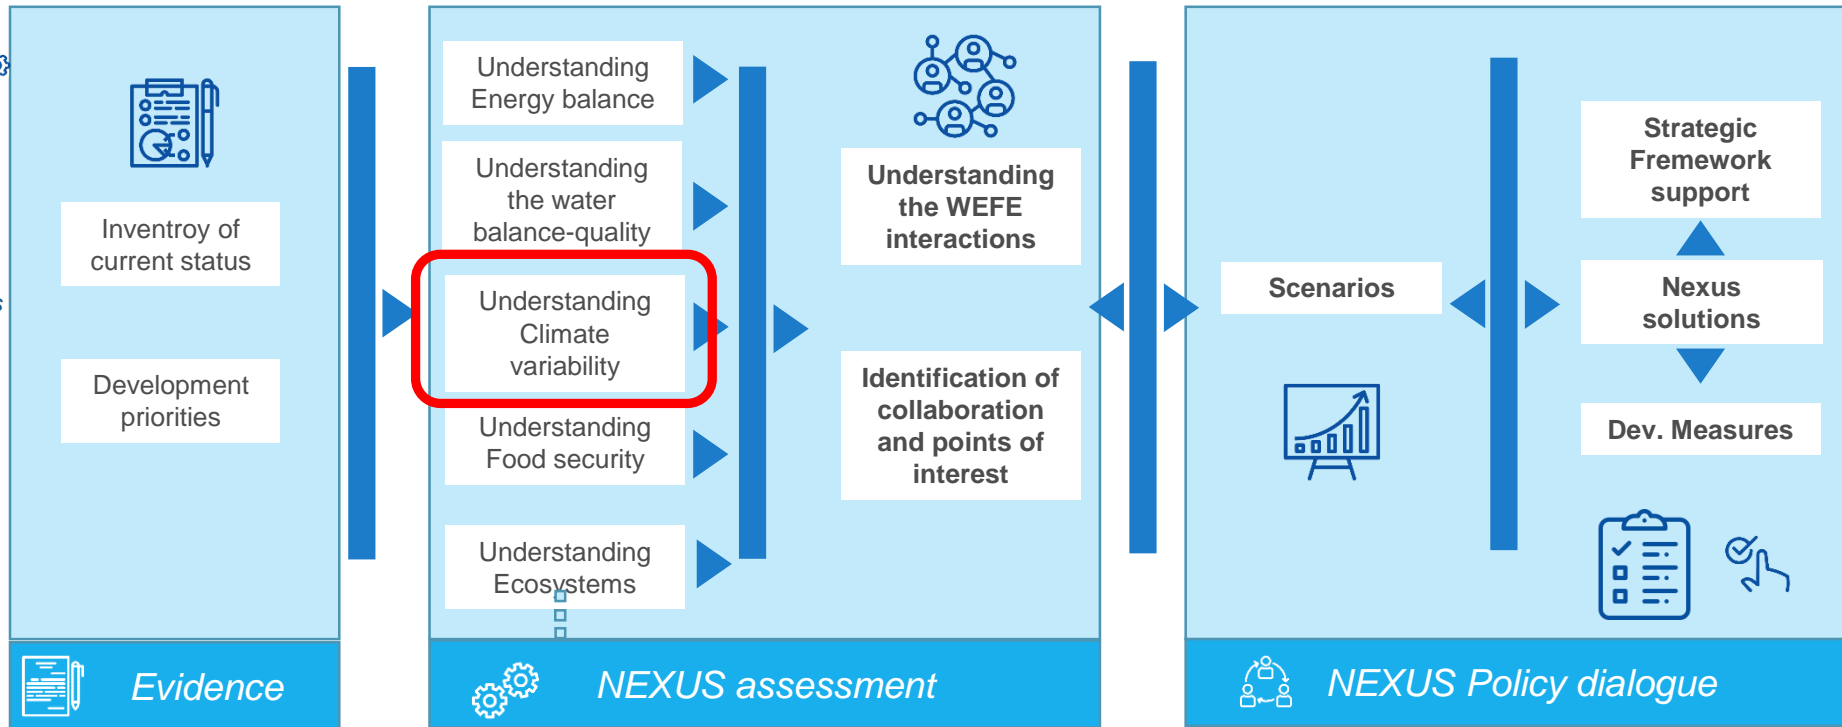 Inventroy of
current status
Development
priorities
Evidence
Understanding
Energy balance
Understanding
the water
balance-quality
Understanding
Climate
variability
Understanding
Food security
Understanding
Ecosystems
Understanding
the WEFE
interactions
Identification of
collaboration
and points of
interest
NEXUS assessment
Scenarios
Strategic
Fremework
support
Nexus
solutions
Dev. Measures
NEXUS Policy dialogue